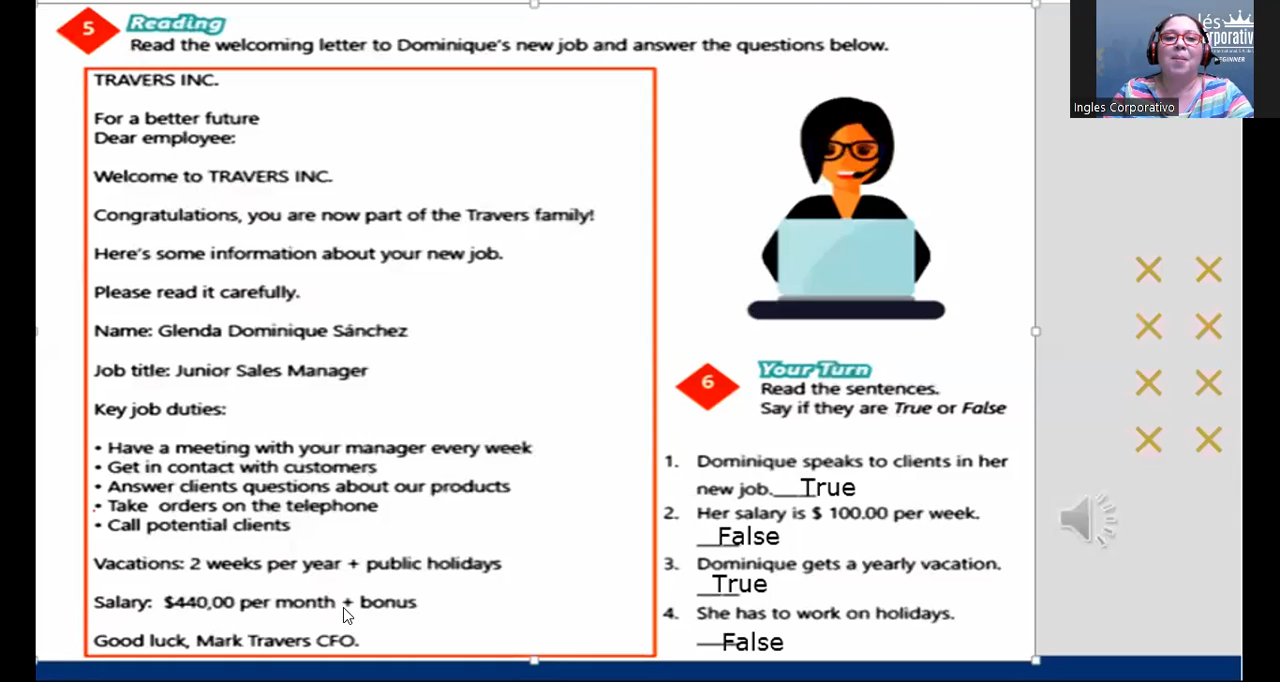 5
Reading
Read the welcoming letter to Dominique's new job and answer the questions below.
TRAVERS INC.
For a better future
Dear employee:
Welcome to TRAVERS INC.
Congratulations, you are now part of the Travers family!
Here's some information about your new job.
Please read it carefully.
Name: Glenda Dominique Sánchez
Job title: Junior Sales Manager
Key job duties:
• Have a meeting with your manager every week
• Get in contact with customers
• Answer clients questions about our products
• Take orders on the telephone
• Call potential clients
Vacations: 2 weeks per year + public holidays
Salary: $440,00 per month + bonus
Good luck, Mark Travers CFO.
6
Your Turn
Read the sentences.
Say if they are True or False
1. Dominique speaks to clients in her
new job.____True
2. Her salary is $ 100.00 per week.
False
3. Dominique gets a yearly vacation.
True
4. She has to work on holidays.
False
Ingles Corporativo
BEGINNER